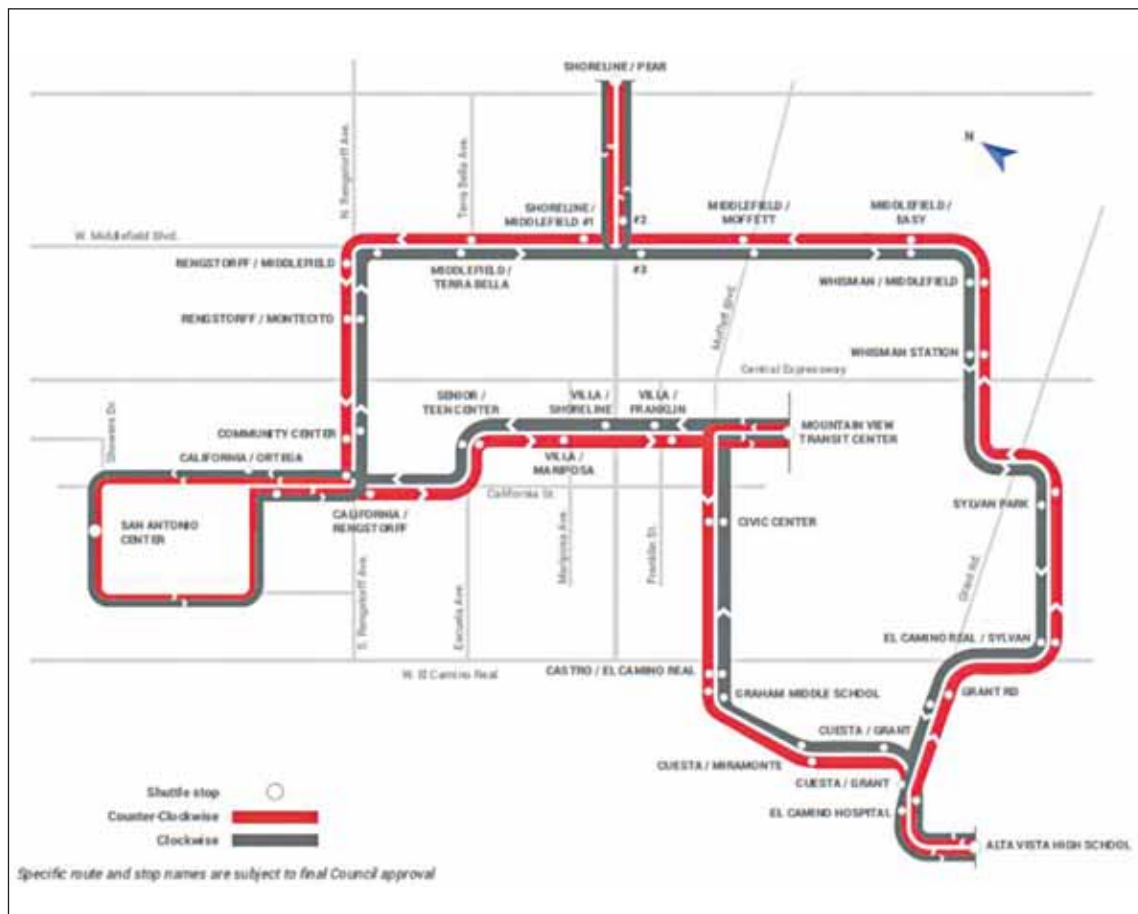 SHORELINE / PEAR
N
N. Rengstorff Ave.
Terra Bella Ave.
SHORELINE /
MIDDLEFIELD #1
#2
MIDDLEFIELD /
MOFFETT
MIDDLEFIELD /
EASY
W. Middlefield Blvd.
RENGSTORFF / MIDDLEFIELD
MIDDLEFIELD /
TERRA BELLA
#3
WHISMAN / MIDDLEFIELD
RENGSTORFF / MONTECITO
Moffett Blvd.
WHISMAN STATION
Central Expressway
Showers Dr.
SENIOR /
TEEN CENTER
VILLA /
SHORELINE
VILLA /
FRANKLIN
COMMUNITY CENTER
MOUNTAIN VIEW
TRANSIT CENTER
CALIFORNIA / ORTEGA
VILLA /
MARIPOSA
California St.
SAN ANTONIO
CENTER
CALIFORNIA /
RENGSTORFF
CIVIC CENTER
SYLVAN PARK
Mariposa Ave.
Franklin St.
Grant Rd.
S. Rengstorff Ave.
Escuela Ave.
EL CAMINO REAL / SYLVAN
W. El Camino Real
CASTRO / EL CAMINO REAL
GRAHAM MIDDLE SCHOOL
GRANT RD
CUESTA / GRANT
CUESTA / MIRAMONTE
CUESTA / GRANT
EL CAMINO HOSPITAL
ALTA VISTA HIGH SCHOOL
Shuttle stop
Counter-Clockwise
Clockwise
Specific route and stop names are subject to final Council approval